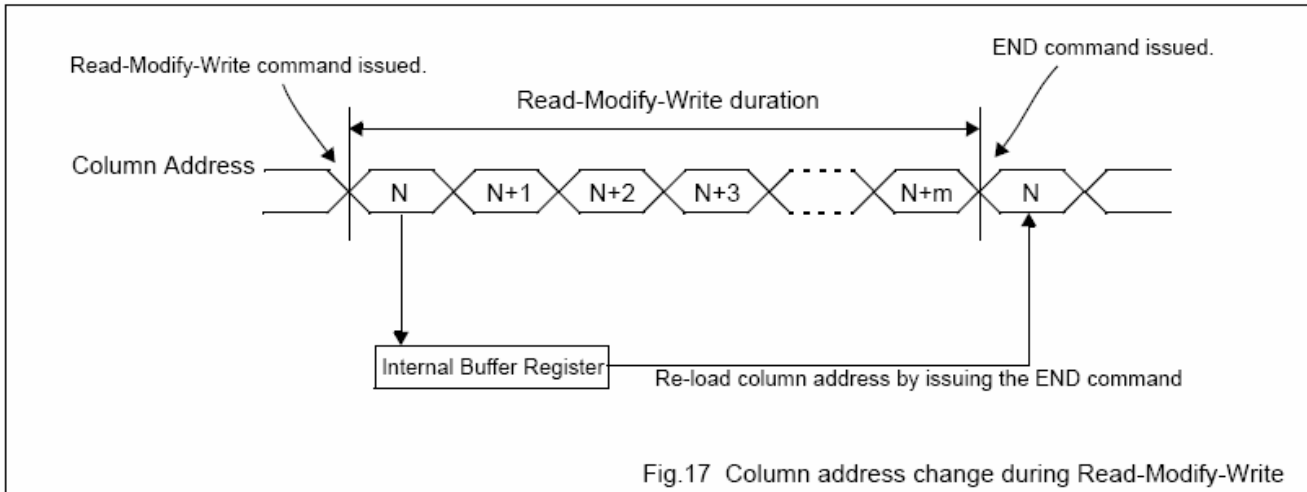 END command issued.
Read-Modify-Write command issued.
Read-Modify-Write duration
Column Address
N N+1 N+2 N+3 N+m N
Internal Buffer Register
Re-load column address by issuing the END command
Fig.17 Column address change during Read-Modify-Write